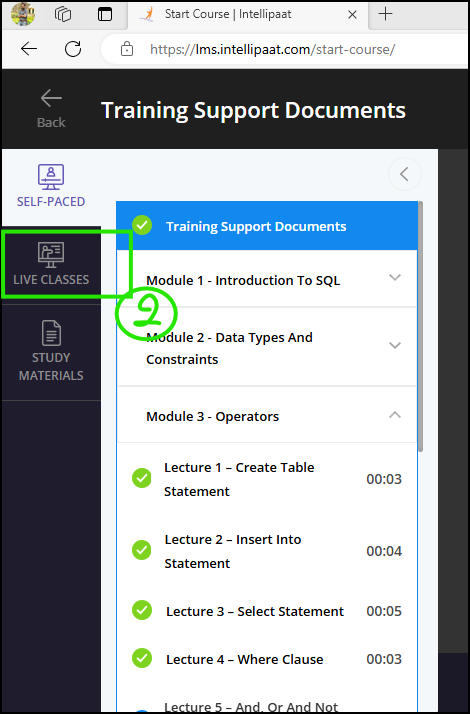 Start Course | Intellipaat
https://lms.intellipaat.com/start-course/
Back
Training Support Documents
SELF-PACED
LIVE CLASSES
STUDY
MATERIALS
Training Support Documents
Module 1 - Introduction To SQL
2
Module 2 - Data Types And
Constraints
Module 3 - Operators
Lecture 1 – Create Table
Statement
00:03
Lecture 2 – Insert Into
Statement
00:04
Lecture 3 – Select Statement
00:05
Lecture 4 – Where Clause
00:03
Lecture 5 – And, Or And Not